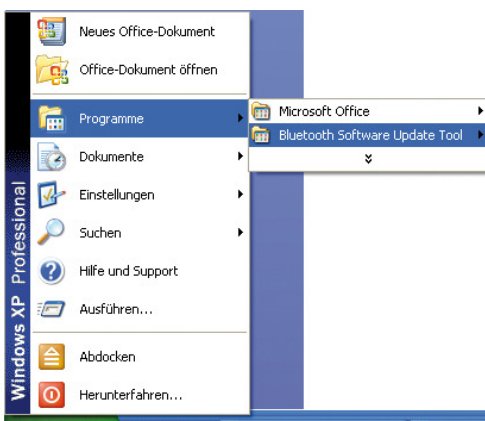 Neues Office-Dokument
Office-Dokument öffnen
Programme
Dokumente
Einstellungen
Suchen
Hilfe und Support
Ausführen...
Abdocken
Herunterfahren...
Windows XP Professional
Microsoft Office
Bluetooth Software Update Tool